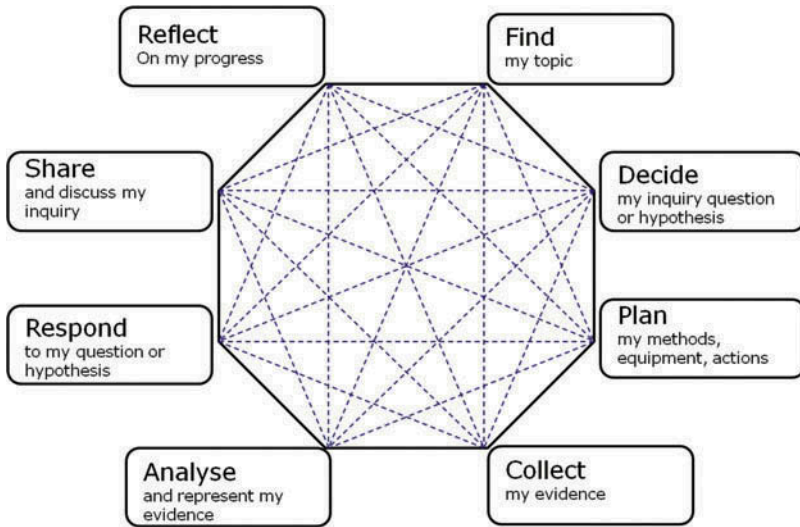 Reflect
On my progress
Find
my topic
Share
and discuss my
inquiry
Decide
my inquiry question
or hypothesis
Respond
to my question or
hypothesis
Plan
my methods,
equipment, actions
Analyse
and represent my
evidence
Collect
my evidence